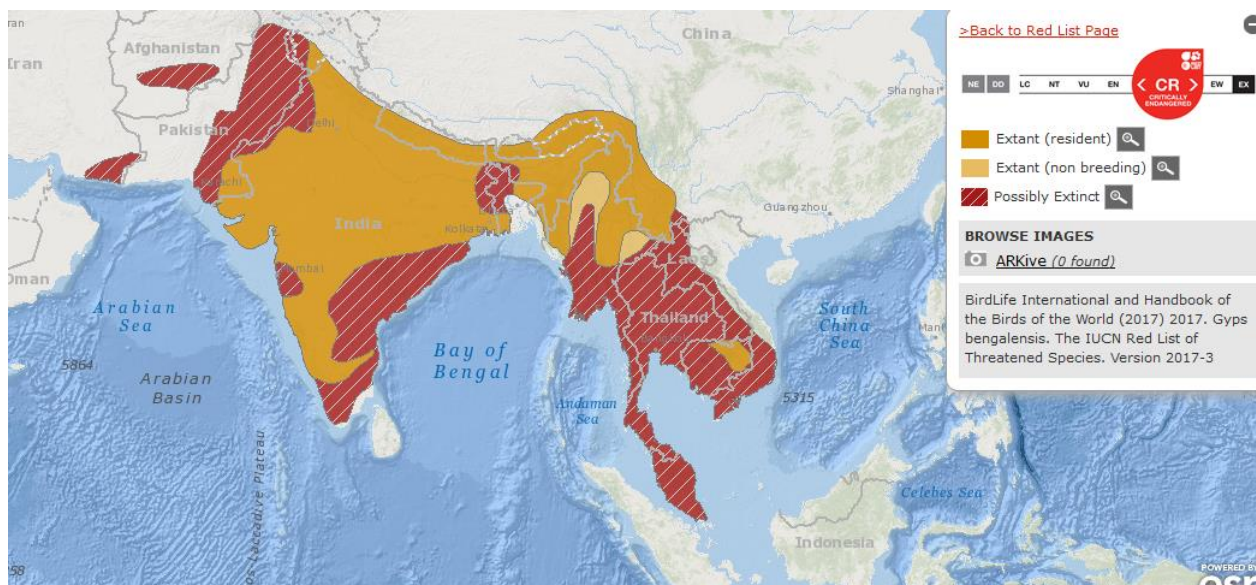 ran
Afghanistan
Iran
China
Shanghai
Pakistan
Delhi
Guangzhou
India
Kolkata
Laos
Oman
Mumbai
Arabian
Sea
Thailand
South
China
Sea
5864
Bay of
Bengal
Arabian
Basin
Andaman
Sea
5315
Celebes Sea
Indonesia
58
>Back to Red List Page
NE DD LC NT VU EN < CR > EW EX
CRITICALLY
ENDANGERED
Extant (resident)
Extant (non breeding)
Possibly Extinct
BROWSE IMAGES
ARKive (0 found)
BirdLife International and Handbook of
the Birds of the World (2017) 2017. Gyps
bengalensis. The IUCN Red List of
Threatened Species. Version 2017-3
POWERED BY
esri